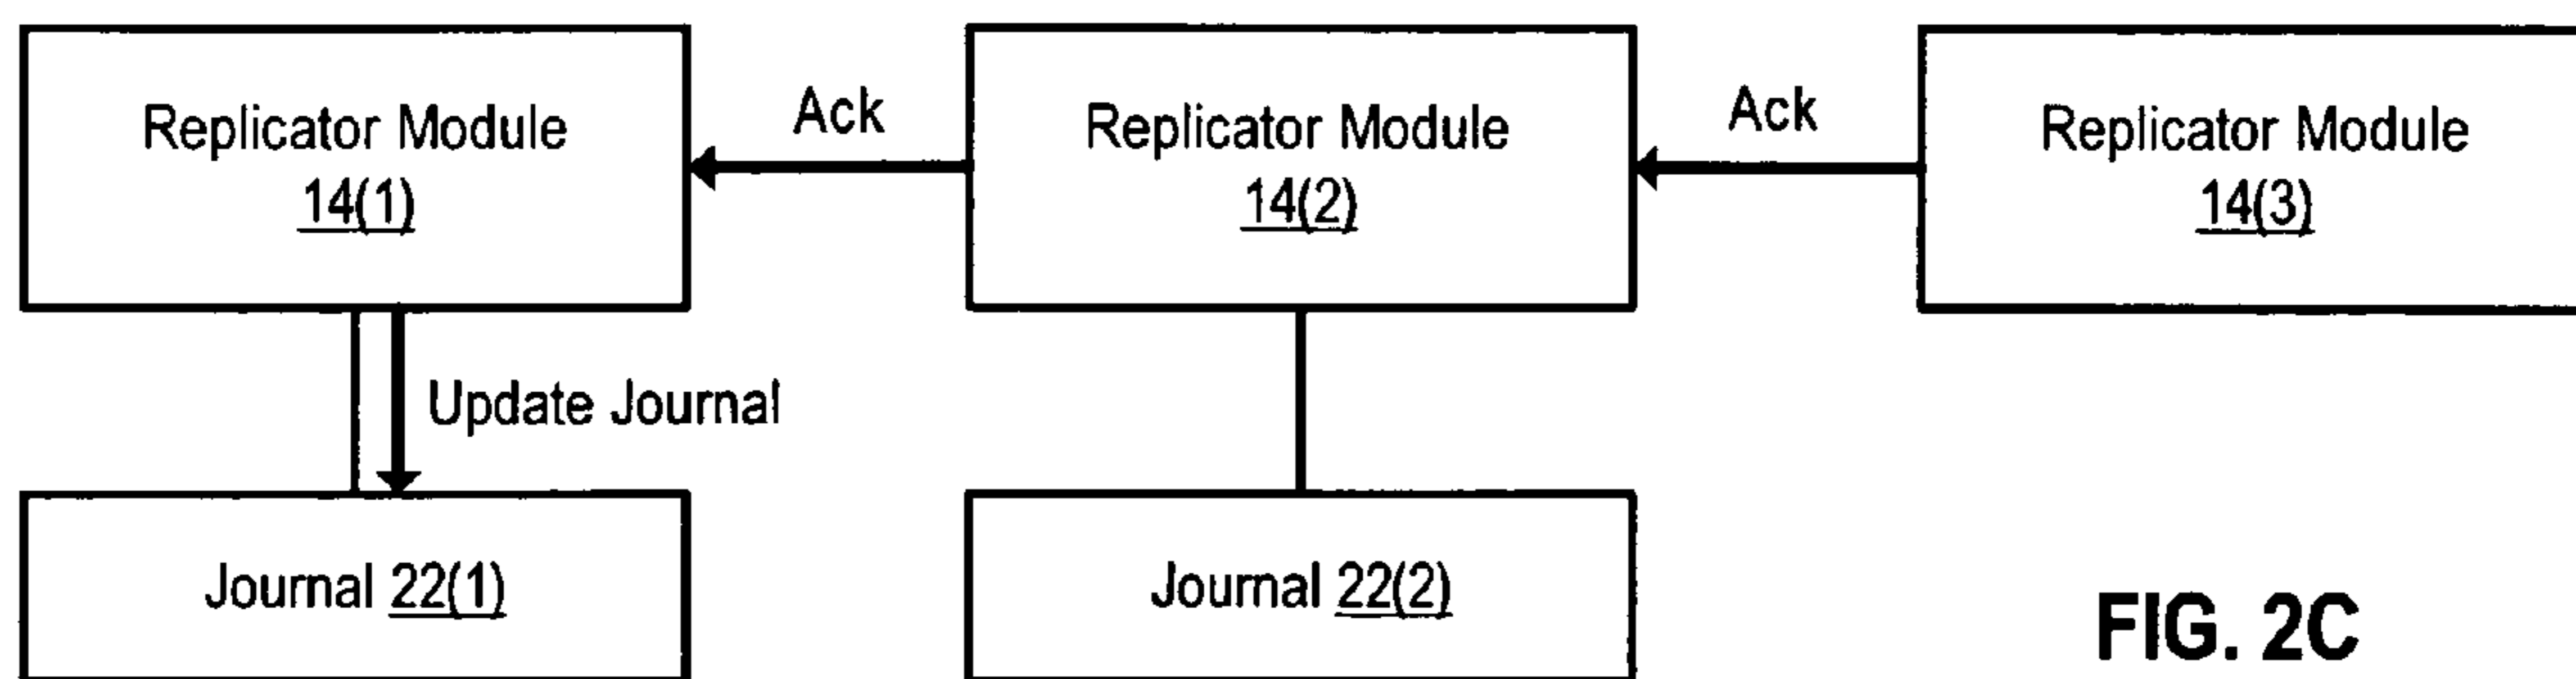 Replicator Module
14(1)
Ack
Replicator Module
14(2)
Ack
Replicator Module
14(3)
Update Journal
Journal 22(1)
Journal 22(2)
FIG. 2C